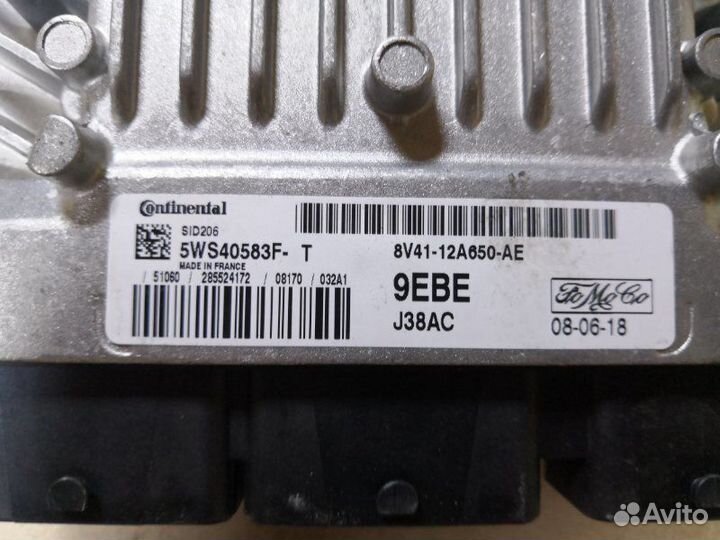 Continental
SID206
5WS40583F- T
MADE IN FRANCE
/ 51060 / 285524172 / 08170 / 032A1
8V41-12A650-AE
9EBE
J38AC
FoMoCo
08-06-18
Avito